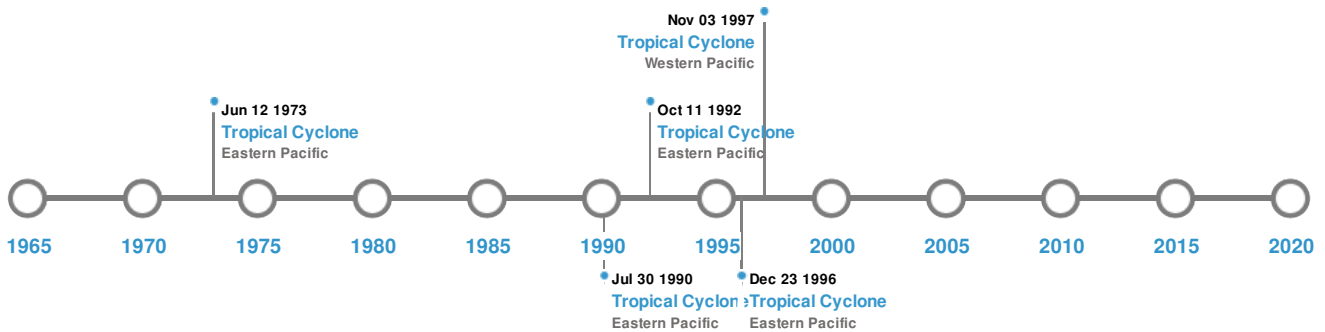 Nov 03 1997
Tropical Cyclone
Western Pacific
Jun 12 1973
Tropical Cyclone
Eastern Pacific
Oct 11 1992
Tropical Cyclone
Eastern Pacific
1965 1970 1975 1980 1985 1990 1995 2000 2005 2010 2015 2020
Jul 30 1990
Tropical Cyclone
Eastern Pacific
Dec 23 1996
Tropical Cyclone
Eastern Pacific